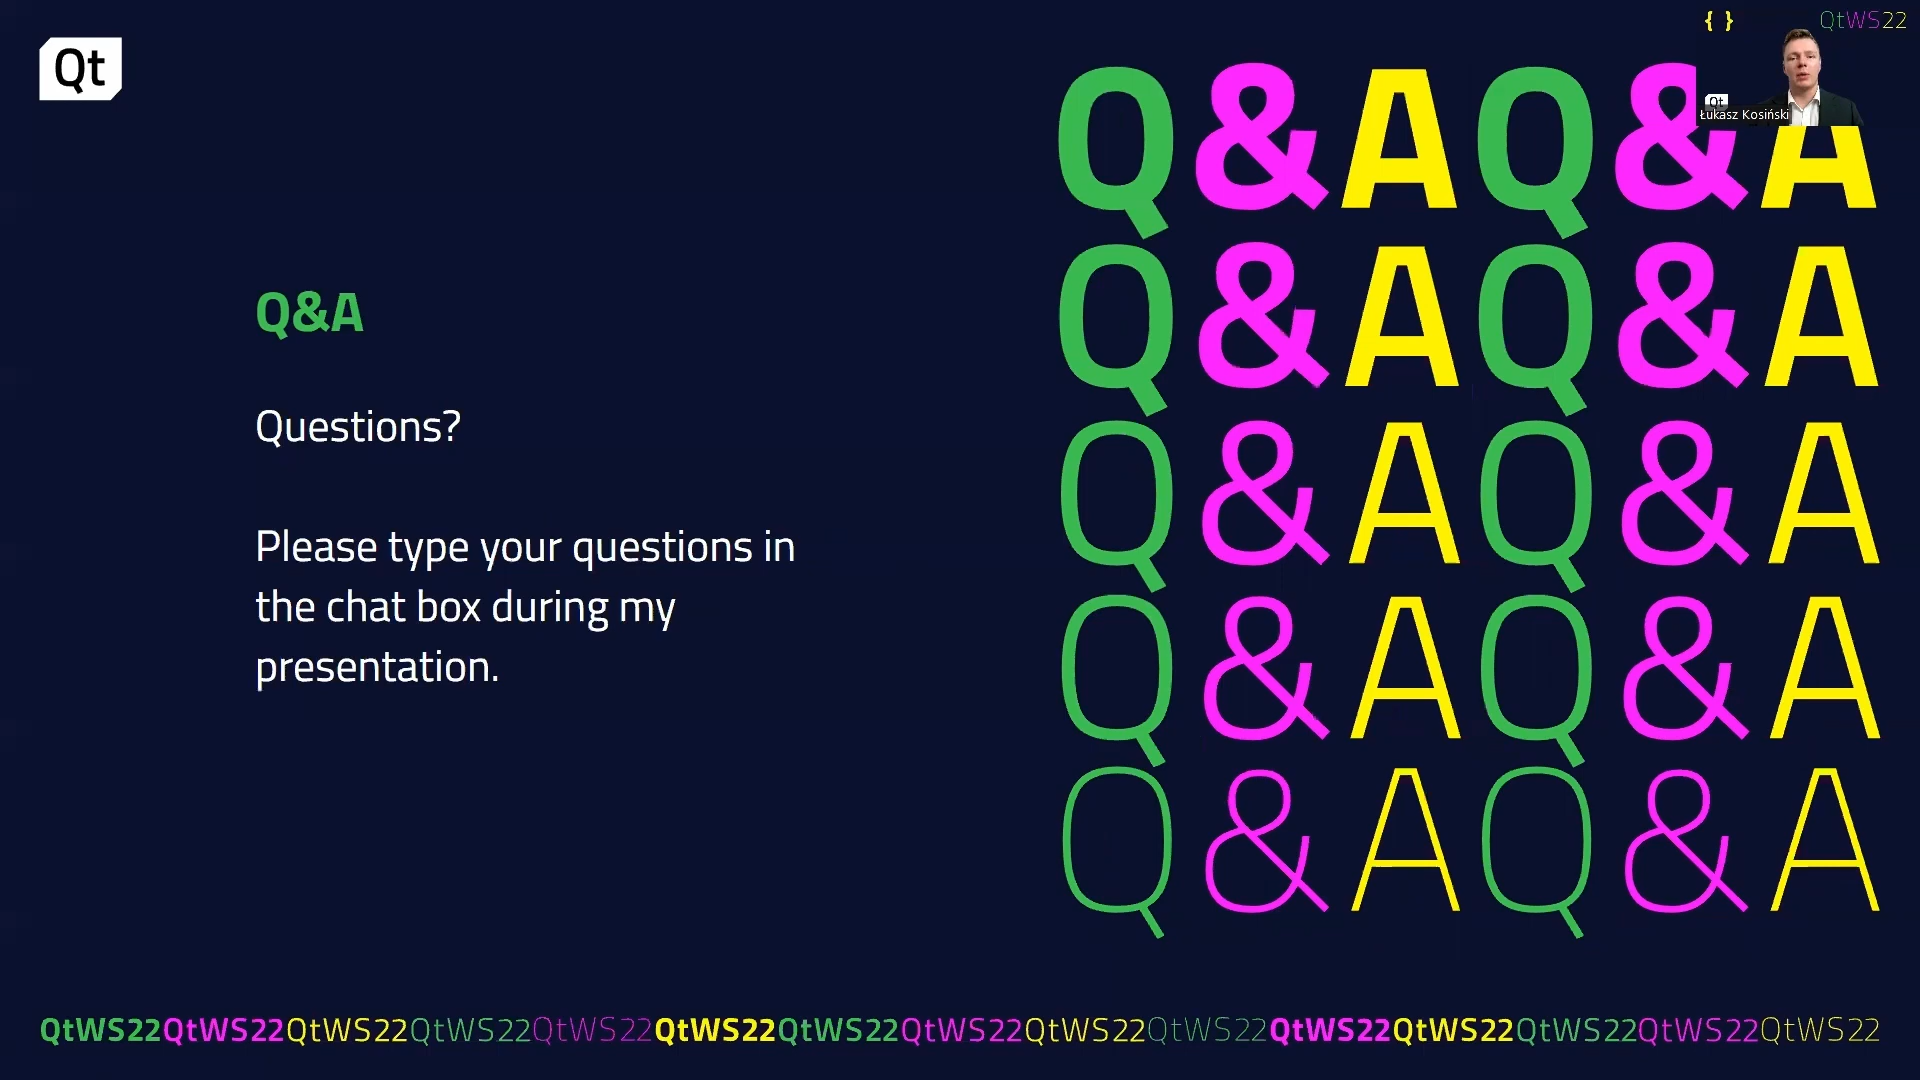 { } QtWS22
Qt
Qt
Łukasz Kosiński
Q&A
Questions?
Please type your questions in
the chat box during my
presentation.
Q&AQ&A
Q&AQ&A
Q&AQ&A
Q&AQ&A
Q&AQ&A
QtWS22QtWS22QtWS22QtWS22QtWS22QtWS22QtWS22QtWS22QtWS22QtWS22QtWS22QtWS22QtWS22QtWS22QtWS22